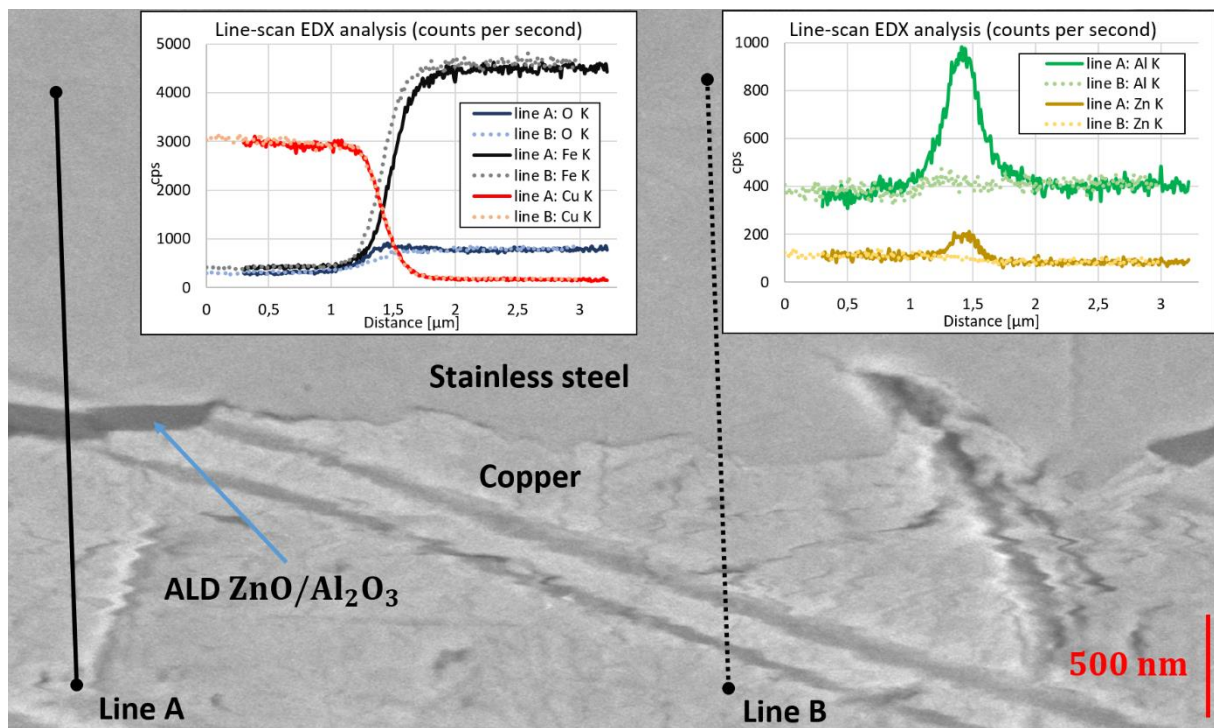 Line-scan EDX analysis (counts per second)
5000
4000
3000
2000
1000
0
cps
line A: O K
line B: O K
line A: Fe K
line B: Fe K
line A: Cu K
line B: Cu K
0 0,5 1 1,5 2 2,5 3
Distance [µm]
Line-scan EDX analysis (counts per second)
1000
800
600
400
200
0
cps
line A: Al K
line B: Al K
line A: Zn K
line B: Zn K
0 0,5 1 1,5 2 2,5 3
Distance [µm]
Stainless steel
Copper
ALD ZnO/Al₂O₃
500 nm
Line A
Line B